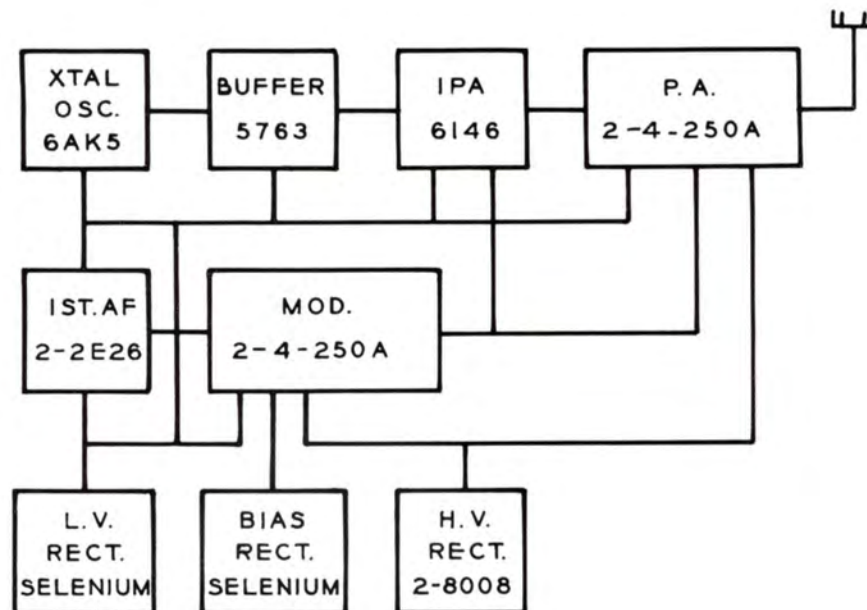 XTAL
OSC.
6AK5
BUFFER
5763
IPA
6146
P. A.
2-4-250A
1ST. AF
2-2E26
MOD.
2-4-250A
L.V.
RECT.
SELENIUM
BIAS
RECT.
SELENIUM
H.V.
RECT.
2-8008